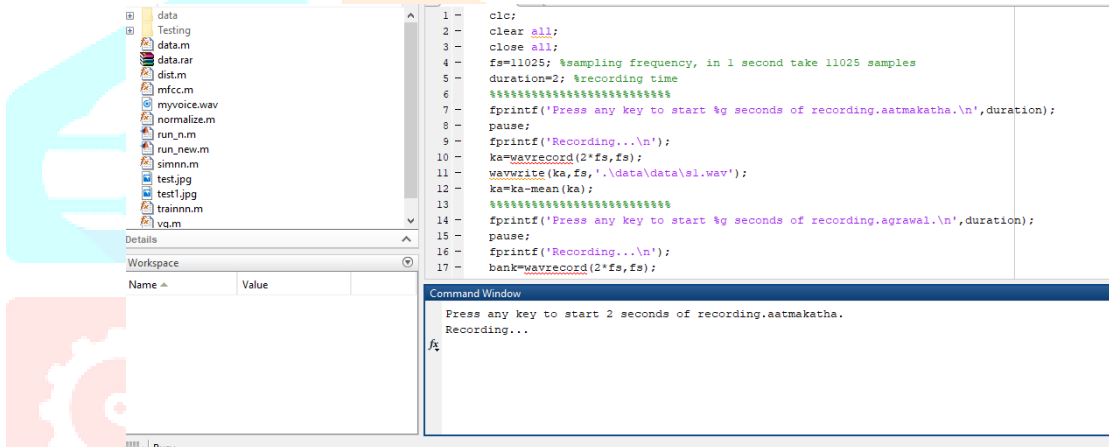 data
Testing
data.m
data.rar
dist.m
mfcc.m
myvoice.wav
normalize.m
run_n.m
run_new.m
simnn.m
test.jpg
test1.jpg
trainnn.m
vq.m
Details
Workspace
Name Value
1 - clc;
2 - clear all;
3 - close all;
4 - fs=11025; %sampling frequency, in 1 second take 11025 samples
5 - duration=2; %recording time
6 %%%%%%%%%%%%%%%%%%%%%%%%%%
7 - fprintf('Press any key to start %g seconds of recording.aatmakatha.\n',duration);
8 - pause;
9 - fprintf('Recording...\n');
10 - ka=wavrecord(2*fs,fs);
11 - wavwrite(ka,fs,'.\data\data\s1.wav');
12 - ka=ka-mean(ka);
13 %%%%%%%%%%%%%%%%%%%%%%%%%%
14 - fprintf('Press any key to start %g seconds of recording.agrawal.\n',duration);
15 - pause;
16 - fprintf('Recording...\n');
17 - bank=wavrecord(2*fs,fs);
Command Window
Press any key to start 2 seconds of recording.aatmakatha.
Recording...
fx